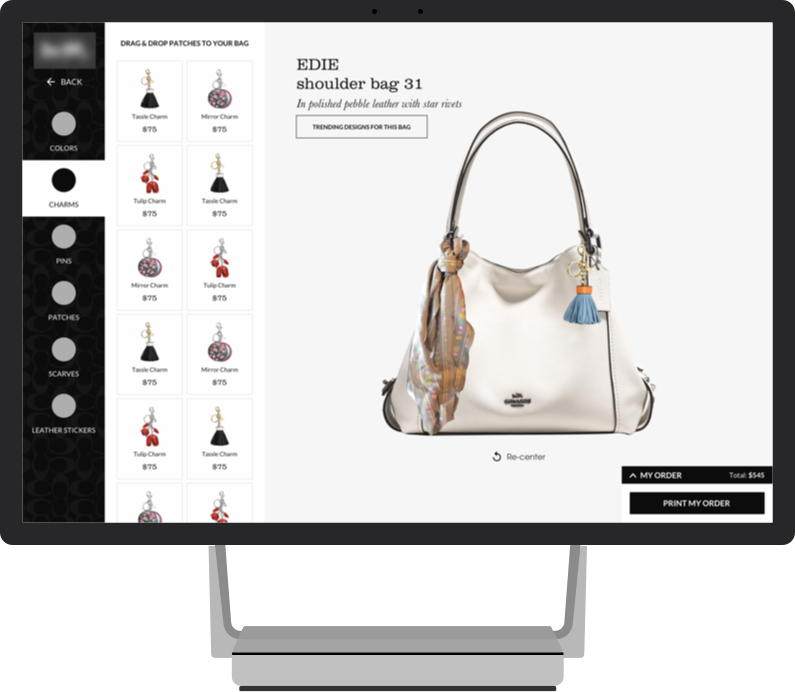 DRAG & DROP PATCHES TO YOUR BAG
BACK
COLORS
CHARMS
PINS
PATCHES
SCARVES
LEATHER STICKERS
Tassle Charm
$75
Mirror Charm
$75
Tulip Charm
$75
Tassle Charm
$75
Mirror Charm
$75
Tulip Charm
$75
Tassle Charm
$75
Mirror Charm
$75
Tulip Charm
$75
Tassle Charm
$75
EDIE
shoulder bag 31
In polished pebble leather with star rivets
TRENDING DESIGNS FOR THIS BAG
Re-center
MY ORDER Total: $545
PRINT MY ORDER